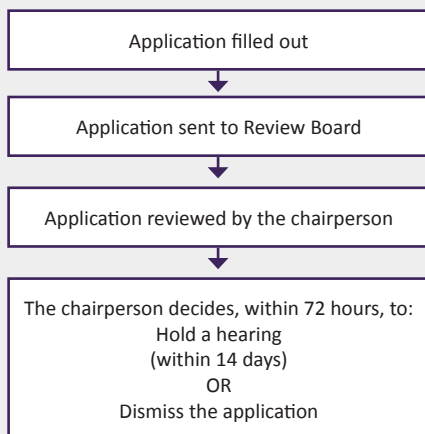 Application filled out
Application sent to Review Board
Application reviewed by the chairperson
The chairperson decides, within 72 hours, to:
Hold a hearing
(within 14 days)
OR
Dismiss the application